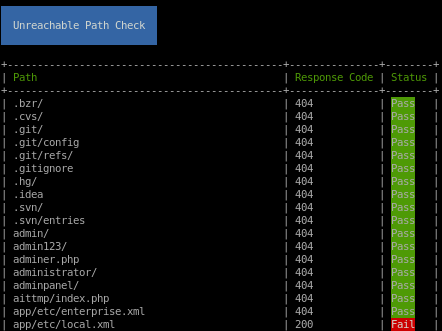 Unreachable Path Check
+----------------------------------------------+---------------+--------+
| Path | Response Code | Status |
+----------------------------------------------+---------------+--------+
| .bzr/ | 404 | Pass |
| .cvs/ | 404 | Pass |
| .git/ | 404 | Pass |
| .git/config | 404 | Pass |
| .git/refs/ | 404 | Pass |
| .gitignore | 404 | Pass |
| .hg/ | 404 | Pass |
| .idea | 404 | Pass |
| .svn/ | 404 | Pass |
| .svn/entries | 404 | Pass |
| admin/ | 404 | Pass |
| admin123/ | 404 | Pass |
| adminer.php | 404 | Pass |
| administrator/ | 404 | Pass |
| adminpanel/ | 404 | Pass |
| aittmp/index.php | 404 | Pass |
| app/etc/enterprise.xml | 404 | Pass |
| app/etc/local.xml | 200 | Fail |